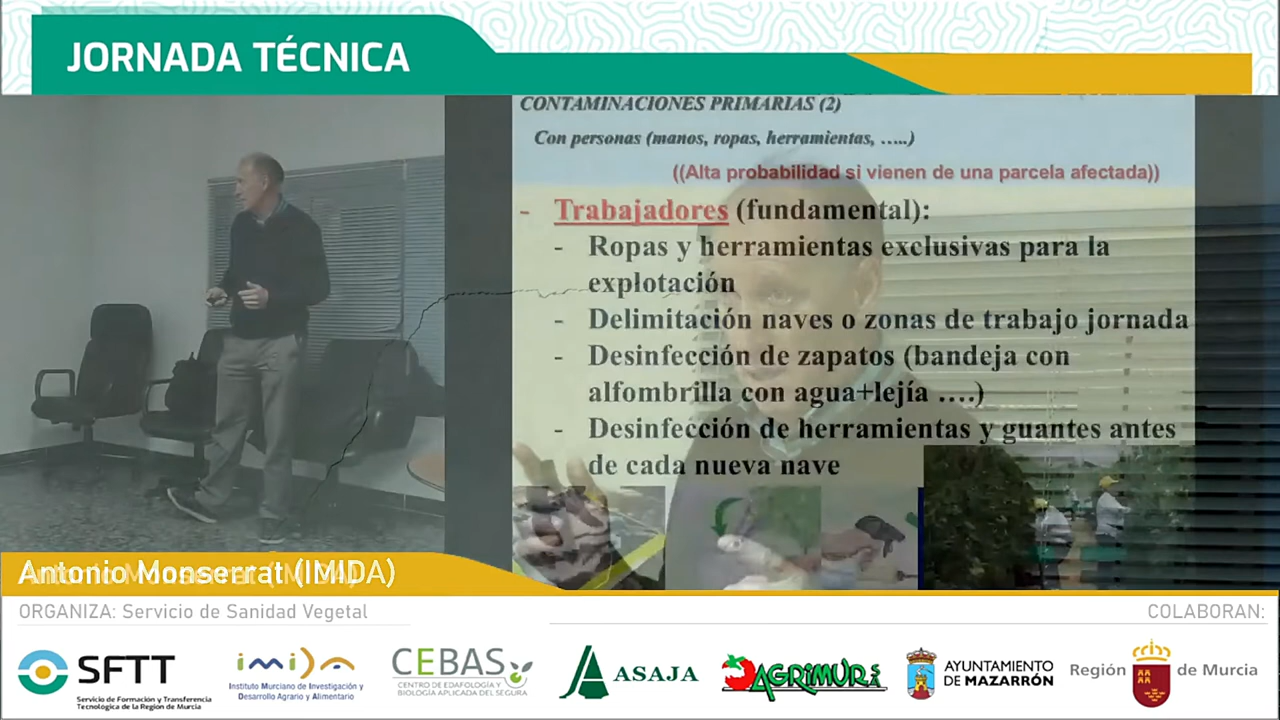 JORNADA TÉCNICA
CONTAMINACIONES PRIMARIAS (2)
Con personas (manos, ropas, herramientas, …..)
((Alta probabilidad si vienen de una parcela afectada))
- Trabajadores (fundamental):
- Ropas y herramientas exclusivas para la
explotación
- Delimitación naves o zonas de trabajo jornada
- Desinfección de zapatos (bandeja con
alfombrilla con agua+lejía ….)
- Desinfección de herramientas y guantes antes
de cada nueva nave
Antonio Monserrat (IMIDA)
ORGANIZA: Servicio de Sanidad Vegetal
COLABORAN:
SFTT
Servicio de Formación y Transferencia
Tecnológica de la Región de Murcia
imida
Instituto Murciano de Investigación y
Desarrollo Agrario y Alimentario
CEBAS
CENTRO DE EDAFOLOGÍA Y
BIOLOGÍA APLICADA DEL SEGURA
ASAJA
AGRIMUR
AYUNTAMIENTO
DE MAZARRÓN
Región de Murcia